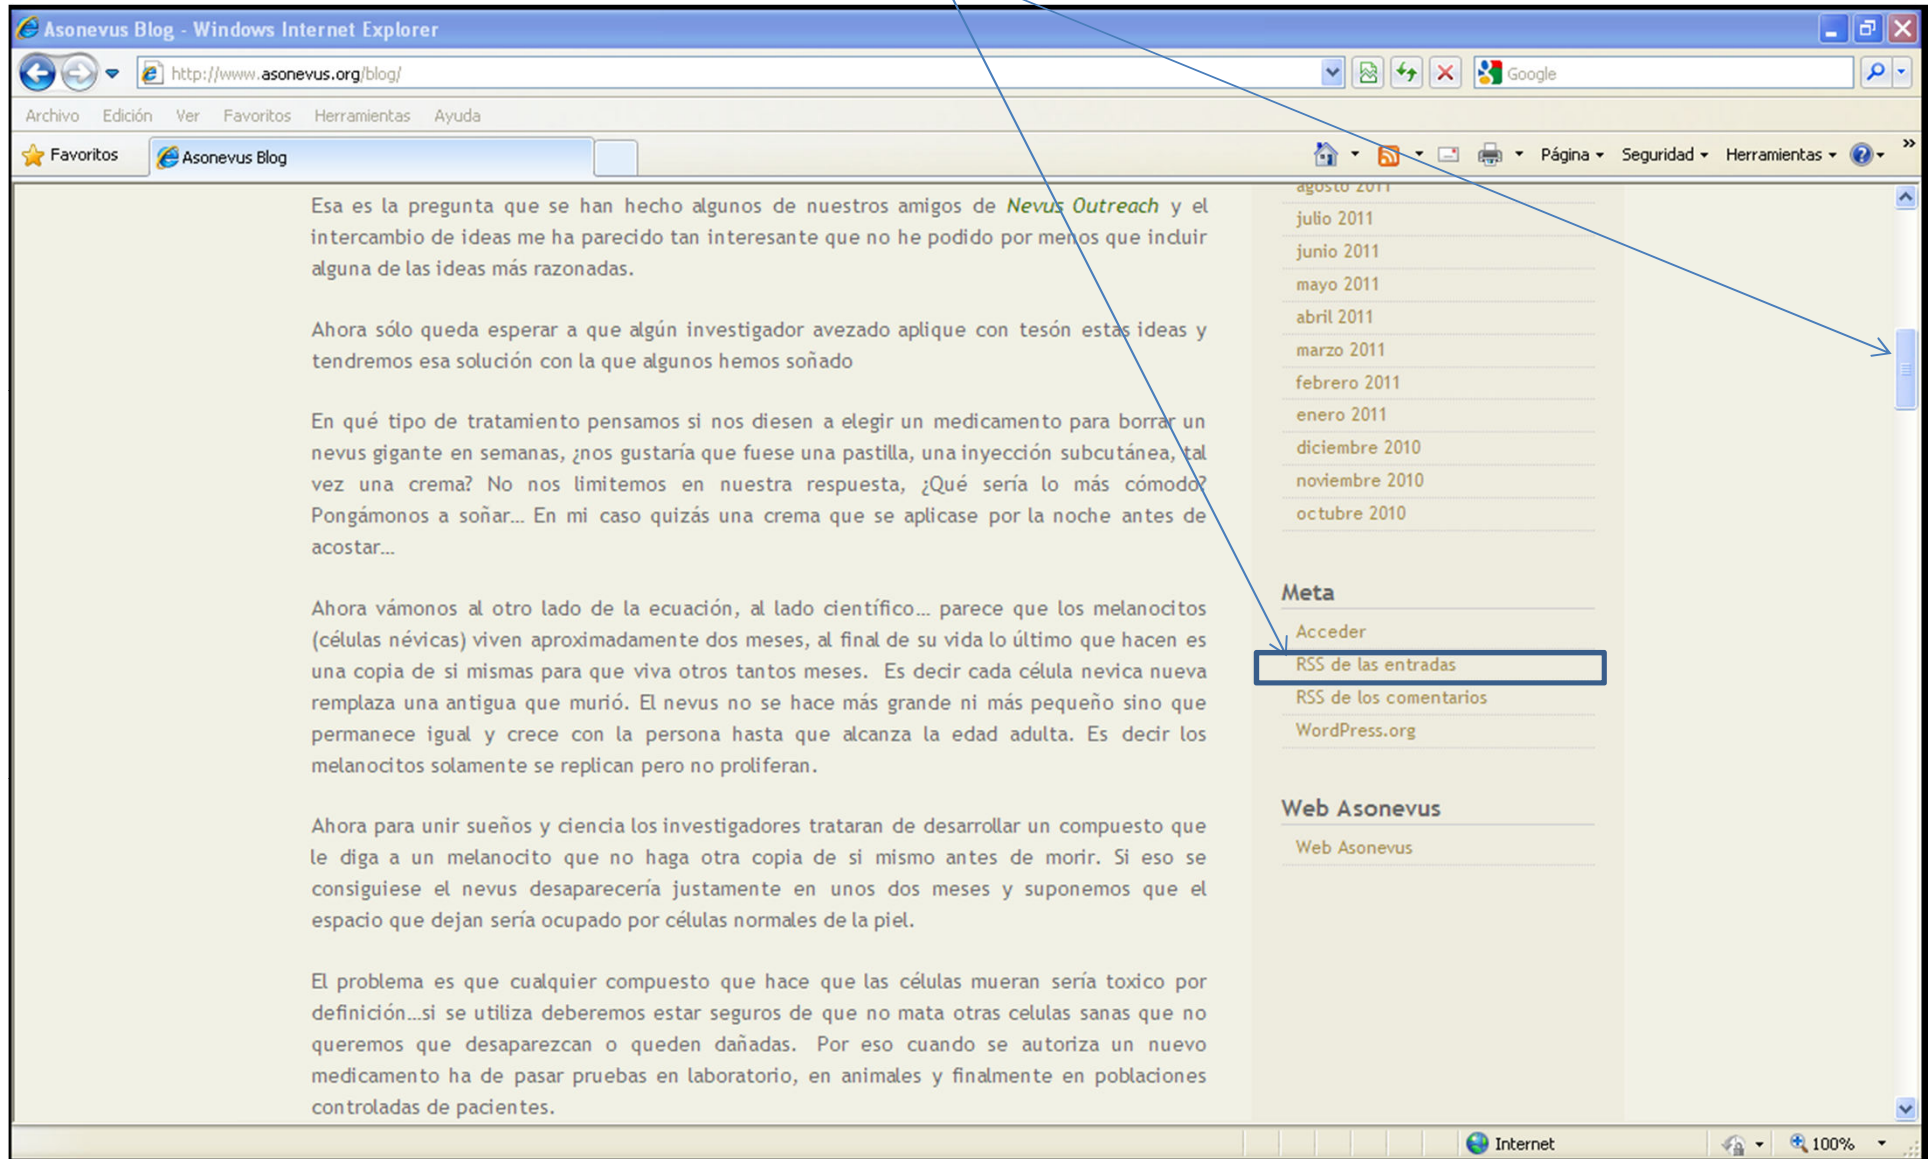 Asonevus Blog - Windows Internet Explorer
http://www.asonevus.org/blog/
Google
Archivo Edición Ver Favoritos Herramientas Ayuda
Favoritos
Asonevus Blog
Página
Seguridad
Herramientas
Esa es la pregunta que se han hecho algunos de nuestros amigos de Nevus Outreach y el
intercambio de ideas me ha parecido tan interesante que no he podido por menos que incluir
alguna de las ideas más razonadas.
Ahora sólo queda esperar a que algún investigador avezado aplique con tesón estas ideas y
tendremos esa solución con la que algunos hemos soñado
En qué tipo de tratamiento pensamos si nos diesen a elegir un medicamento para borrar un
nevus gigante en semanas, ¿nos gustaría que fuese una pastilla, una inyección subcutánea, tal
vez una crema? No nos limitemos en nuestra respuesta, ¿Qué sería lo más cómodo?
Pongámonos a soñar... En mi caso quizás una crema que se aplicase por la noche antes de
acostar...
Ahora vámonos al otro lado de la ecuación, al lado científico... parece que los melanocitos
(células névicas) viven aproximadamente dos meses, al final de su vida lo último que hacen es
una copia de si mismas para que viva otros tantos meses. Es decir cada célula nevica nueva
remplaza una antigua que murió. El nevus no se hace más grande ni más pequeño sino que
permanece igual y crece con la persona hasta que alcanza la edad adulta. Es decir los
melanocitos solamente se replican pero no proliferan.
Ahora para unir sueños y ciencia los investigadores trataran de desarrollar un compuesto que
le diga a un melanocito que no haga otra copia de si mismo antes de morir. Si eso se
consiguiese el nevus desaparecería justamente en unos dos meses y suponemos que el
espacio que dejan sería ocupado por células normales de la piel.
El problema es que cualquier compuesto que hace que las células mueran sería toxico por
definición...si se utiliza deberemos estar seguros de que no mata otras celulas sanas que no
queremos que desaparezcan o queden dañadas. Por eso cuando se autoriza un nuevo
medicamento ha de pasar pruebas en laboratorio, en animales y finalmente en poblaciones
controladas de pacientes.
agosto 2011
julio 2011
junio 2011
mayo 2011
abril 2011
marzo 2011
febrero 2011
enero 2011
diciembre 2010
noviembre 2010
octubre 2010
Meta
Acceder
RSS de las entradas
RSS de los comentarios
WordPress.org
Web Asonevus
Web Asonevus
Internet
100%